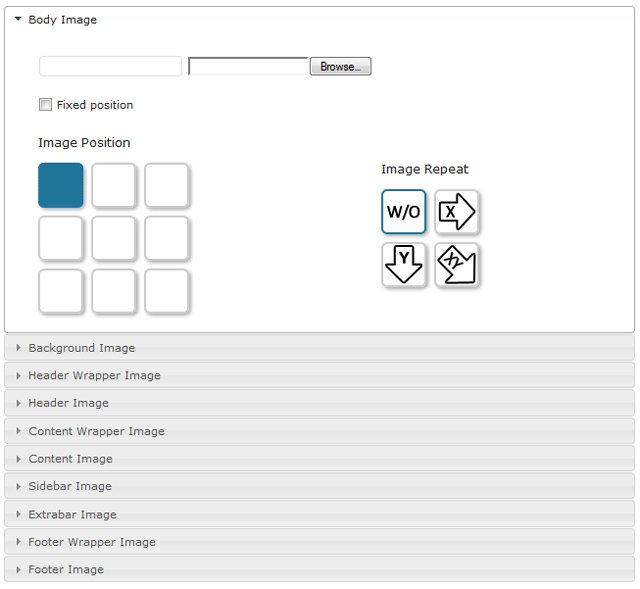 Body Image
Browse...
Fixed position
Image Position
Image Repeat
W/O X
Y XY
Background Image
Header Wrapper Image
Header Image
Content Wrapper Image
Content Image
Sidebar Image
Extrabar Image
Footer Wrapper Image
Footer Image